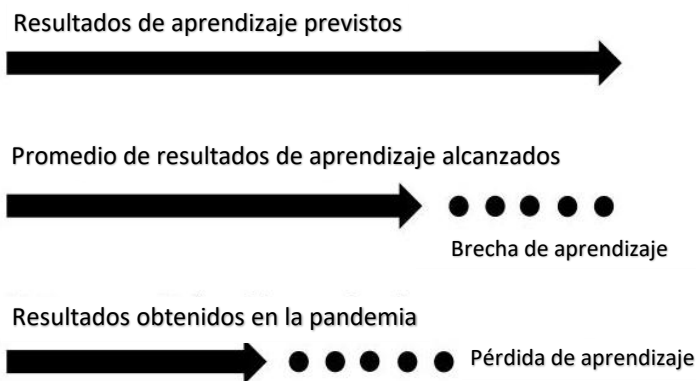 Resultados de aprendizaje previstos
Promedio de resultados de aprendizaje alcanzados
Brecha de aprendizaje
Resultados obtenidos en la pandemia
Pérdida de aprendizaje